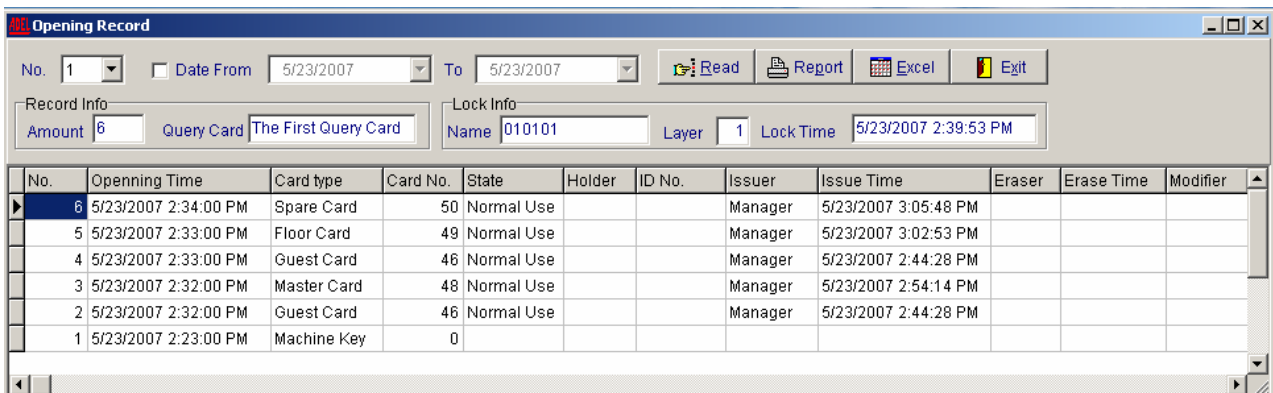 ADEL Opening Record
No. 1 Date From 5/23/2007 To 5/23/2007 Read Report Excel Exit
Record Info Lock Info
Amount 6 Query Card The First Query Card Name 010101 Layer 1 Lock Time 5/23/2007 2:39:53 PM
No. Openning Time Card type Card No. State Holder ID No. Issuer Issue Time Eraser Erase Time Modifier
6 5/23/2007 2:34:00 PM Spare Card 50 Normal Use Manager 5/23/2007 3:05:48 PM
5 5/23/2007 2:33:00 PM Floor Card 49 Normal Use Manager 5/23/2007 3:02:53 PM
4 5/23/2007 2:33:00 PM Guest Card 46 Normal Use Manager 5/23/2007 2:44:28 PM
3 5/23/2007 2:32:00 PM Master Card 48 Normal Use Manager 5/23/2007 2:54:14 PM
2 5/23/2007 2:32:00 PM Guest Card 46 Normal Use Manager 5/23/2007 2:44:28 PM
1 5/23/2007 2:23:00 PM Machine Key 0